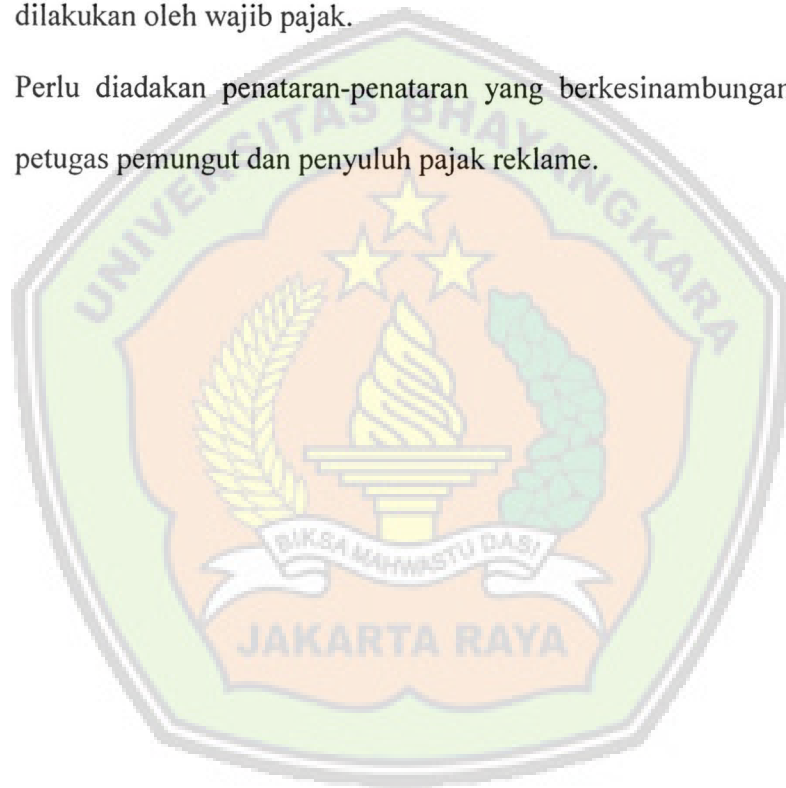 dilakukan oleh wajib pajak.
Perlu diadakan penataran-penataran yang berkesinambungan
petugas pemungut dan penyuluh pajak reklame.
UNIVERSITAS BHAYANGKARA
BIKSA MAHWASTU DASI
JAKARTA RAYA